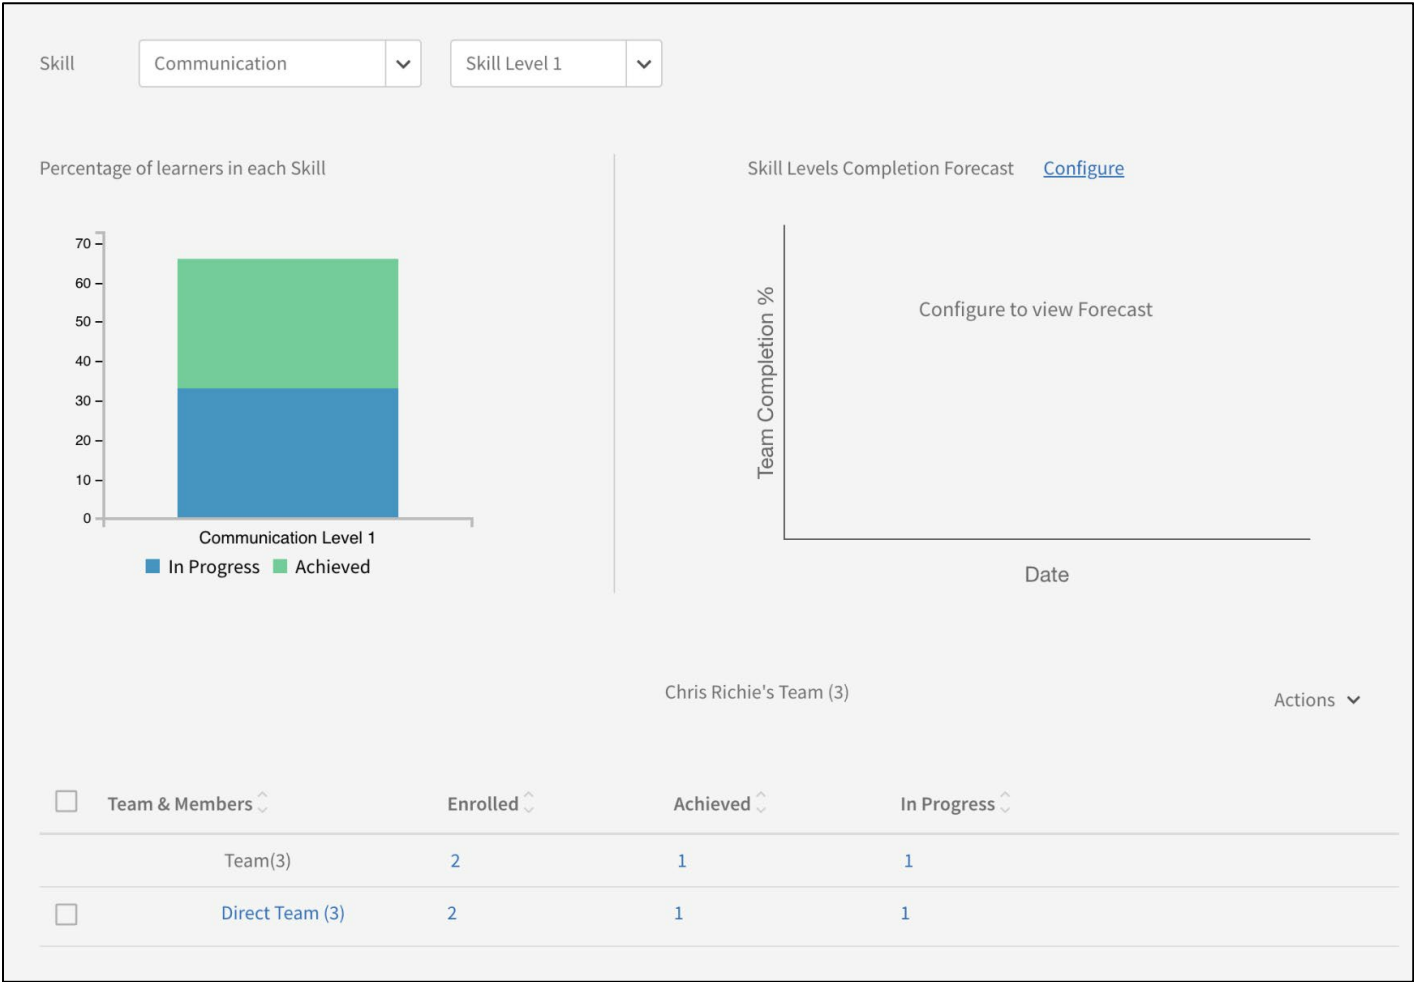 Skill Communication Skill Level 1
Percentage of learners in each Skill
70
60
50
40
30
20
10
0
Communication Level 1
In Progress Achieved
Skill Levels Completion Forecast Configure
Team Completion %
Configure to view Forecast
Date
Chris Richie's Team (3)
Actions
Team & Members Enrolled Achieved In Progress
Team(3) 2 1 1
Direct Team (3) 2 1 1